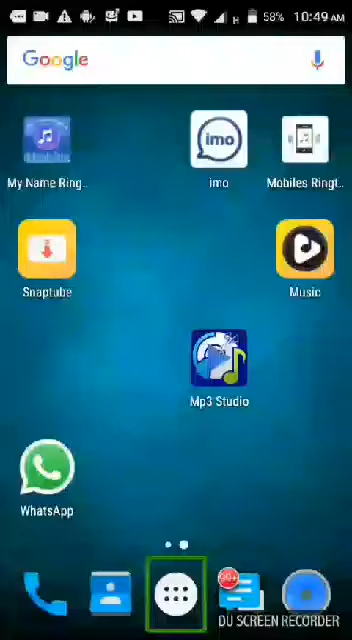 H 58% 10:49 AM
Google
imo
My Name Ring..
imo
Mobiles Ringt..
Snaptube
Music
Mp3 Studio
WhatsApp
99+
DU SCREEN RECORDER